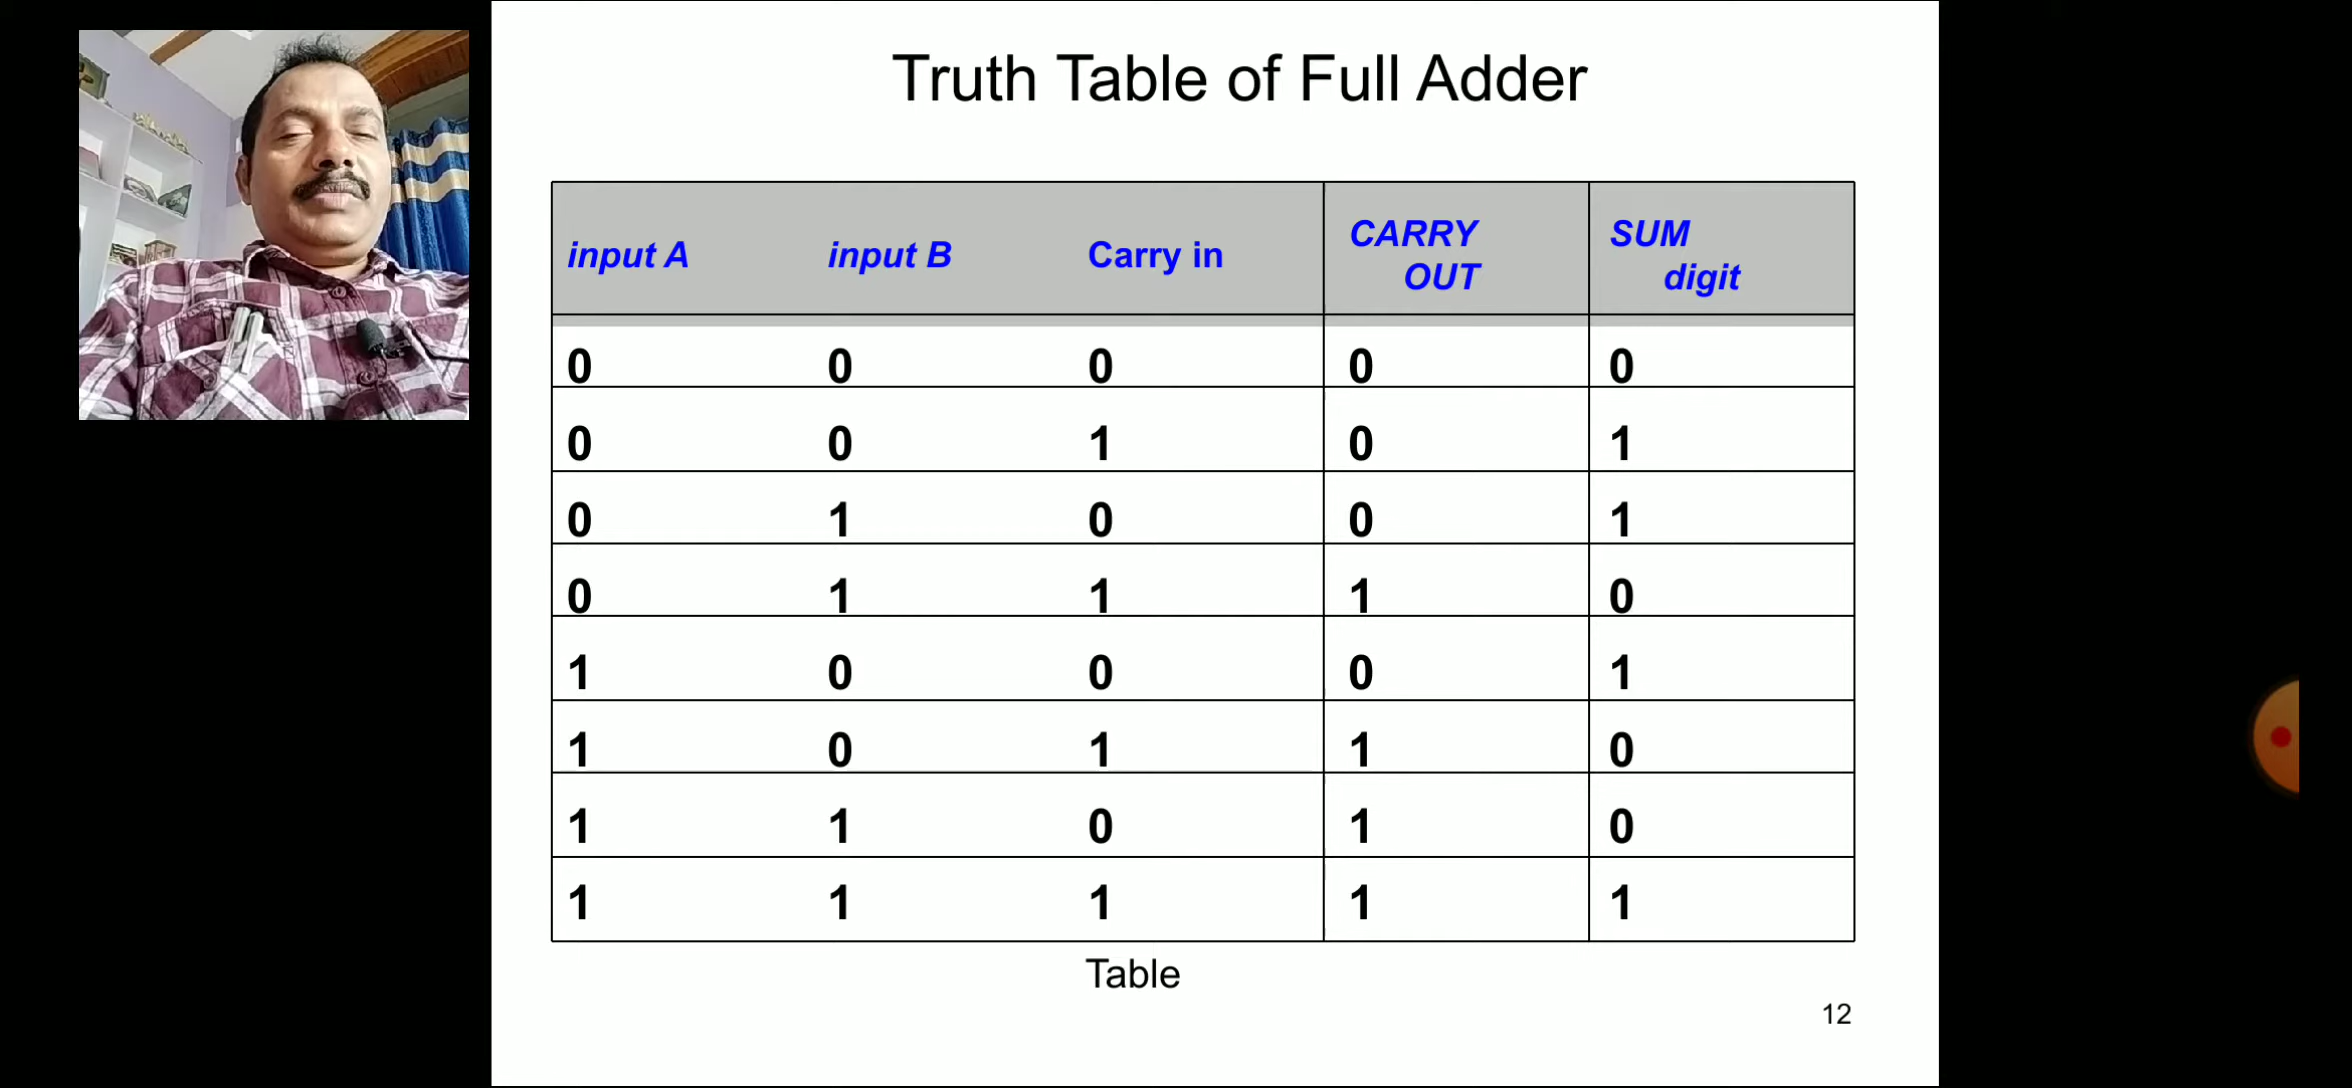 Truth Table of Full Adder
input A input B Carry in CARRY OUT SUM digit
0 0 0 0 0
0 0 1 0 1
0 1 0 0 1
0 1 1 1 0
1 0 0 0 1
1 0 1 1 0
1 1 0 1 0
1 1 1 1 1
Table
12